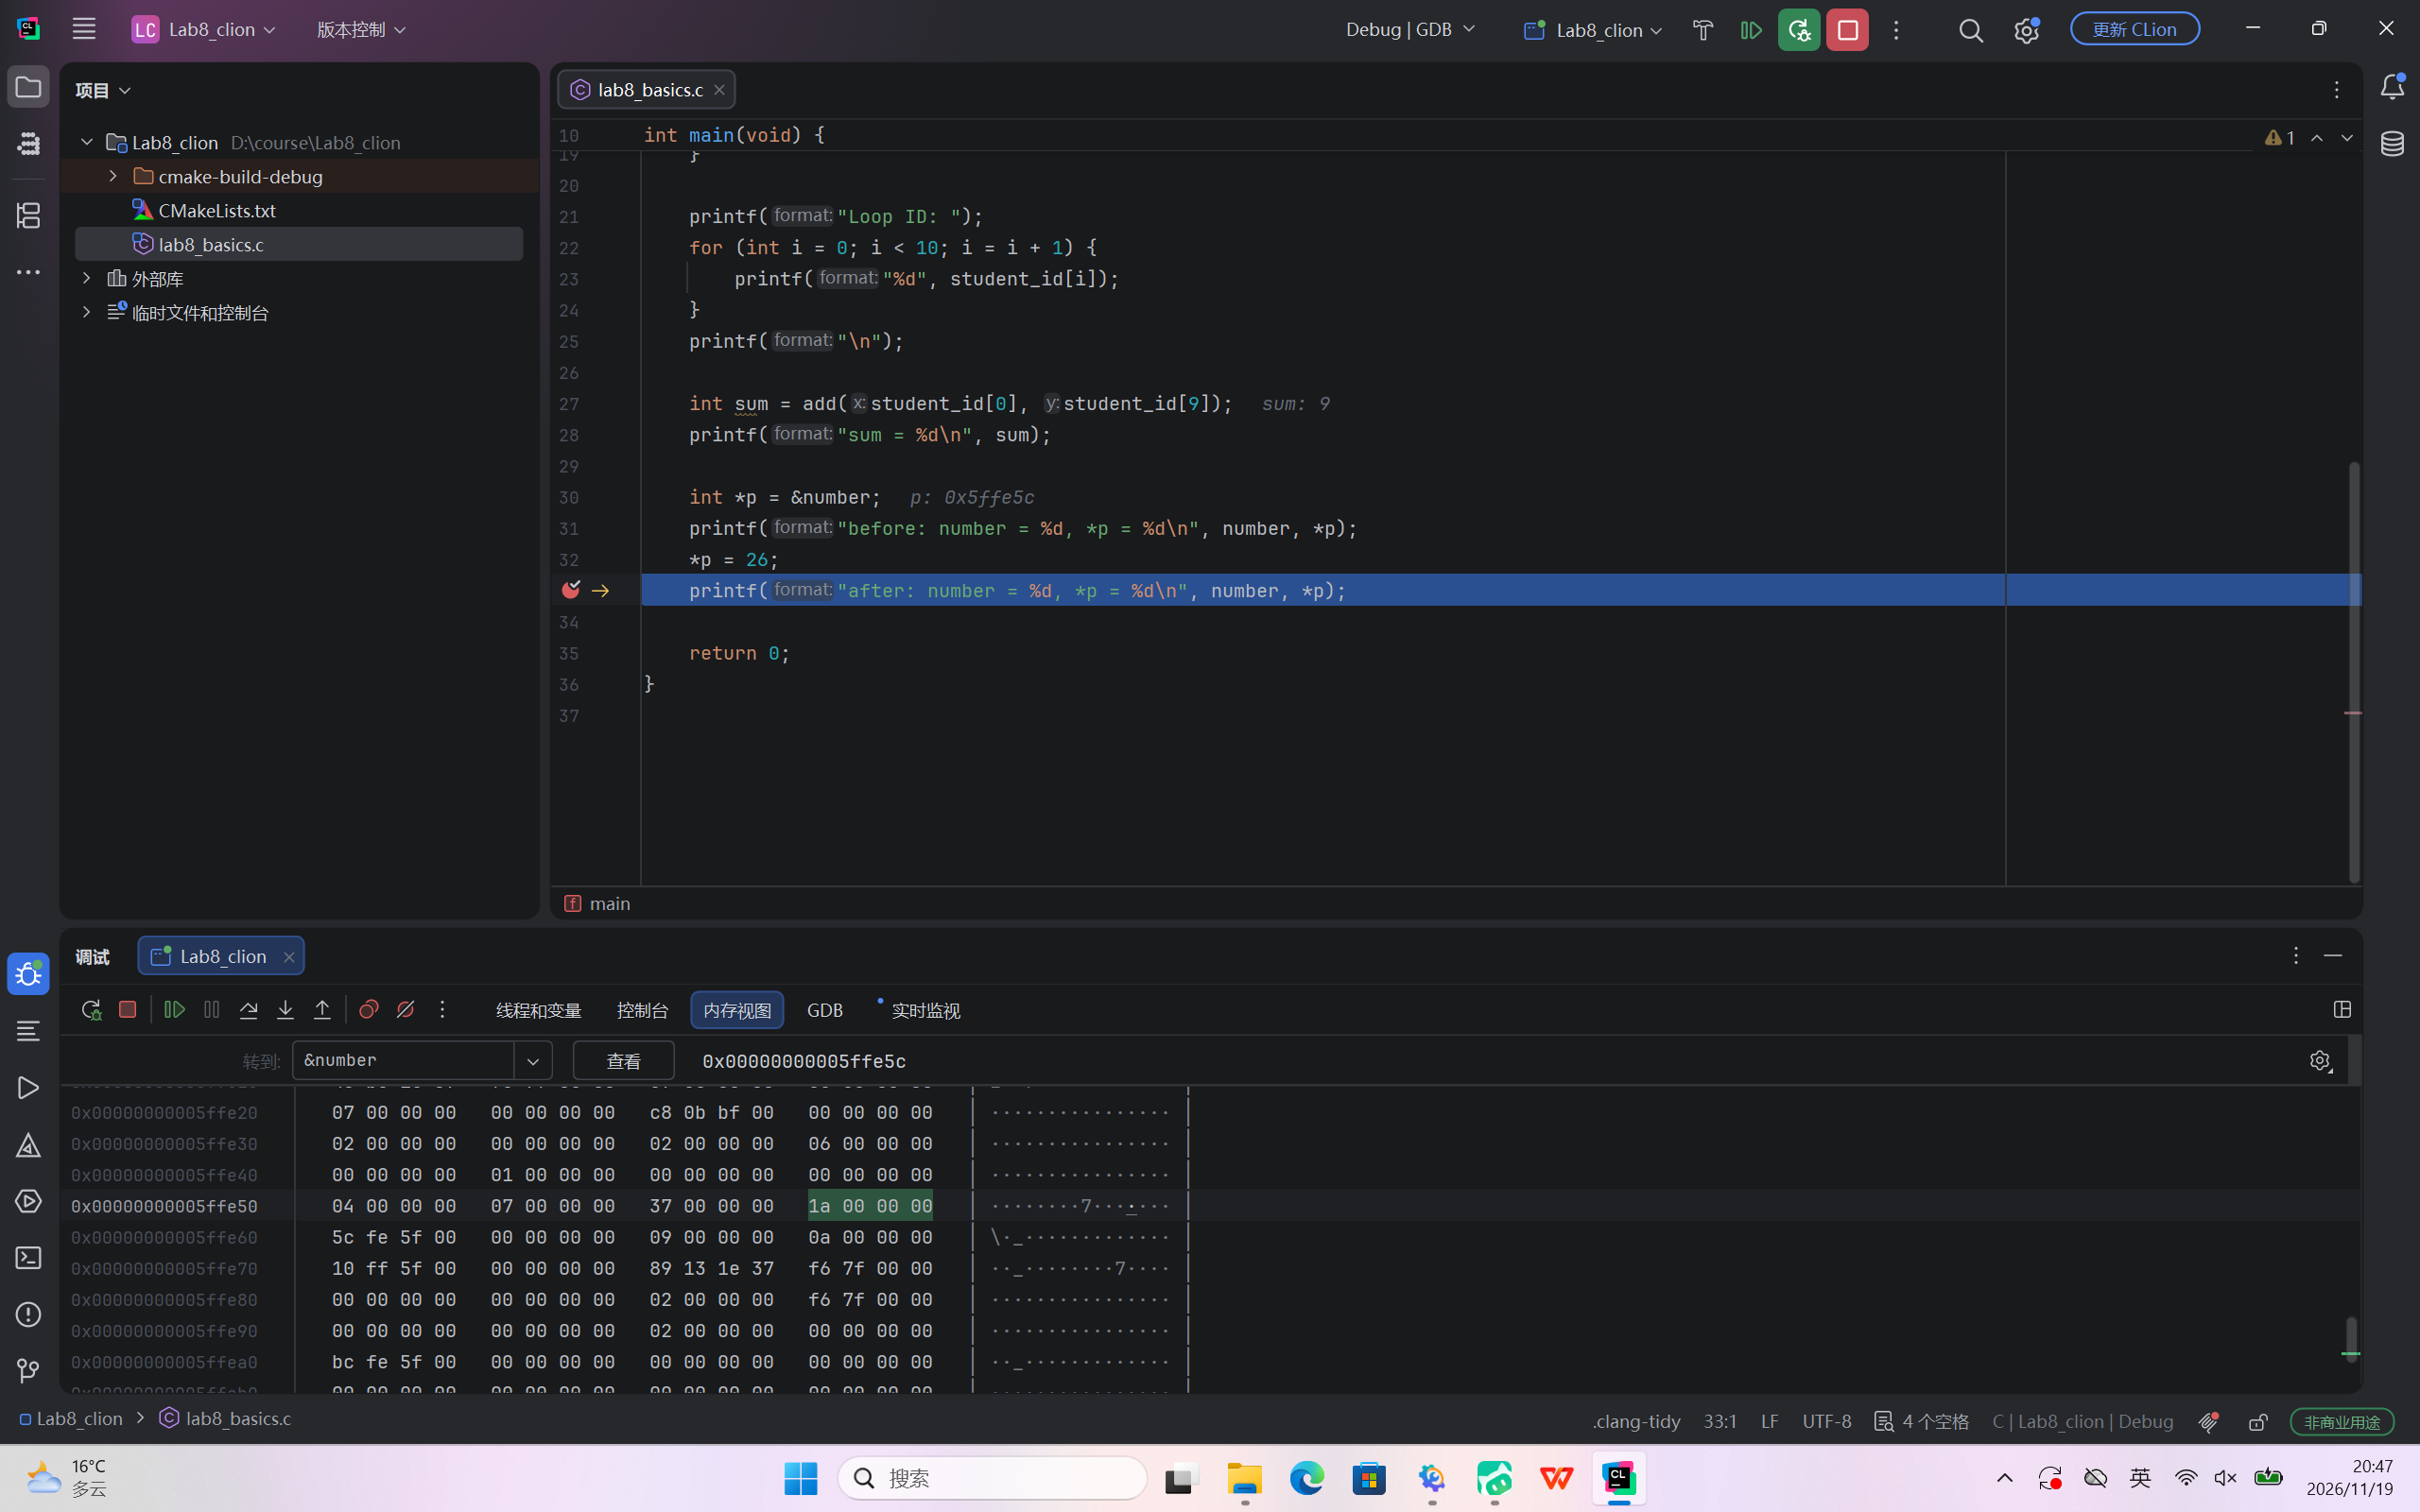 LC Lab8_clion 版本控制 Debug | GDB Lab8_clion 更新 CLion
项目
Lab8_clion D:\course\Lab8_clion
cmake-build-debug
CMakeLists.txt
lab8_basics.c
外部库
临时文件和控制台
lab8_basics.c
10 int main(void) { 1
19 }
20
21 printf(format:"Loop ID: ");
22 for (int i = 0; i < 10; i = i + 1) {
23 printf(format:"%d", student_id[i]);
24 }
25 printf(format:"\n");
26
27 int sum = add(x:student_id[0], y:student_id[9]); sum: 9
28 printf(format:"sum = %d\n", sum);
29
30 int *p = &number; p: 0x5ffe5c
31 printf(format:"before: number = %d, *p = %d\n", number, *p);
32 *p = 26;
printf(format:"after: number = %d, *p = %d\n", number, *p);
34
35 return 0;
36 }
37
f main
调试 Lab8_clion
线程和变量 控制台 内存视图 GDB 实时监视
转到: &number 查看 0x00000000005ffe5c
0x00000000005ffe20 07 00 00 00 00 00 00 00 c8 0b bf 00 00 00 00 00 ················
0x00000000005ffe30 02 00 00 00 00 00 00 00 02 00 00 00 06 00 00 00 ················
0x00000000005ffe40 00 00 00 00 01 00 00 00 00 00 00 00 00 00 00 00 ················
0x00000000005ffe50 04 00 00 00 07 00 00 00 37 00 00 00 1a 00 00 00 ········7·······
0x00000000005ffe60 5c fe 5f 00 00 00 00 00 09 00 00 00 0a 00 00 00 \·_·············
0x00000000005ffe70 10 ff 5f 00 00 00 00 00 89 13 1e 37 f6 7f 00 00 ··_········7····
0x00000000005ffe80 00 00 00 00 00 00 00 00 02 00 00 00 f6 7f 00 00 ················
0x00000000005ffe90 00 00 00 00 00 00 00 00 02 00 00 00 00 00 00 00 ················
0x00000000005ffea0 bc fe 5f 00 00 00 00 00 00 00 00 00 00 00 00 00 ··_·············
Lab8_clion lab8_basics.c .clang-tidy 33:1 LF UTF-8 4 个空格 C | Lab8_clion | Debug 非商业用途
16°C
多云
搜索
英
20:47
2026/11/19